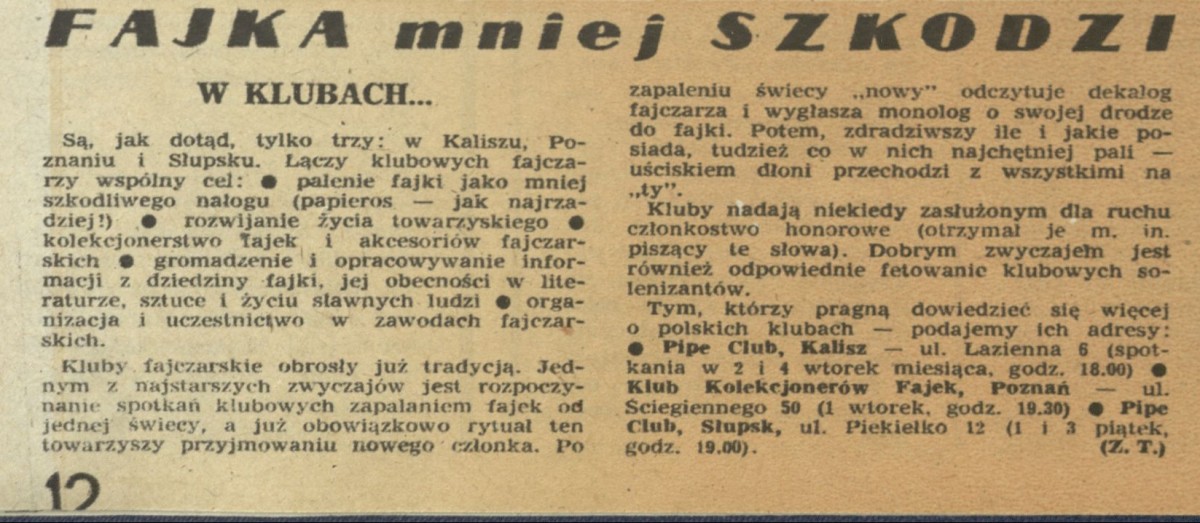 FAJKA mniej SZKODZI
W KLUBACH...
Są, jak dotąd, tylko trzy: w Kaliszu, Po-
znaniu i Słupsku. Łączy klubowych fajcza-
rzy wspólny cel: ● palenie fajki jako mniej
szkodliwego nałogu (papieros — jak najrza-
dziej!) ● rozwijanie życia towarzyskiego ●
kolekcjonerstwo fajek i akcesoriów fajczar-
skich ● gromadzenie i opracowywanie infor-
macji z dziedziny fajki, jej obecności w lite-
raturze, sztuce i życiu sławnych ludzi ● orga-
nizacja i uczestnictwo w zawodach fajczar-
skich.
Kluby fajczarskie obrosły już tradycją. Jed-
nym z najstarszych zwyczajów jest rozpoczy-
nanie spotkań klubowych zapalaniem fajek od
jednej świecy, a już obowiązkowo rytuał ten
towarzyszy przyjmowaniu nowego członka. Po
zapaleniu świecy „nowy” odczytuje dekalog
fajczarza i wygłasza monolog o swojej drodze
do fajki. Potem, zdradziwszy ile i jakie po-
siada, tudzież co w nich najchętniej pali —
uściskiem dłoni przechodzi z wszystkimi na
„ty”.
Kluby nadają niekiedy zasłużonym dla ruchu
członkostwo honorowe (otrzymał je m. in.
piszący te słowa). Dobrym zwyczajem jest
również odpowiednie fetowanie klubowych so-
lenizantów.
Tym, którzy pragną dowiedzieć się więcej
o polskich klubach — podajemy ich adresy:
● Pipe Club, Kalisz — ul. Łazienna 6 (spot-
kania w 2 i 4 wtorek miesiąca, godz. 18.00) ●
Klub Kolekcjonerów Fajek, Poznań — ul.
Ściegiennego 50 (1 wtorek, godz. 19.30) ● Pipe
Club, Słupsk, ul. Piekiełko 12 (1 i 3 piątek,
godz. 19.00). (Z. T.)
12